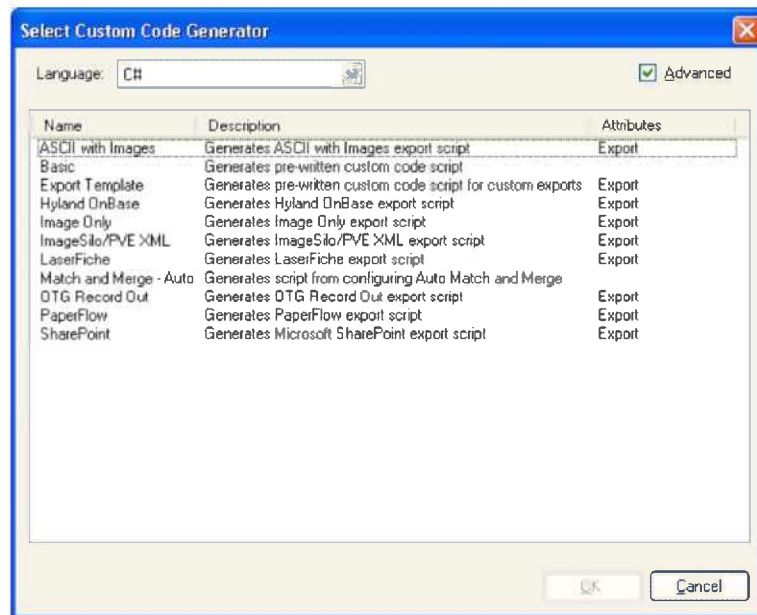 Select Custom Code Generator
Language: C# Advanced
Name Description Attributes
ASCII with Images Generates ASCII with Images export script Export
Basic Generates pre-written custom code script
Export Template Generates pre-written custom code script for custom exports Export
Hyland OnBase Generates Hyland OnBase export script Export
Image Only Generates Image Only export script Export
ImageSilo/PVE XML Generates ImageSilo/PVE XML export script Export
LaserFiche Generates LaserFiche export script Export
Match and Merge - Auto Generates script from configuring Auto Match and Merge
OTG Record Out Generates OTG Record Out export script Export
PaperFlow Generates PaperFlow export script Export
SharePoint Generates Microsoft SharePoint export script Export
OK Cancel